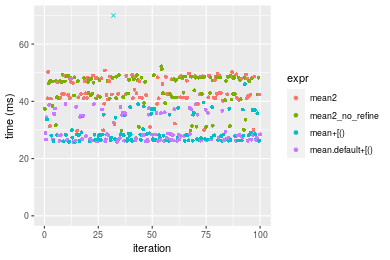 60
40
20
0
time (ms)
0
25
50
75
100
iteration
expr
mean2
mean2_no_refine
mean+[()
mean.default+[()